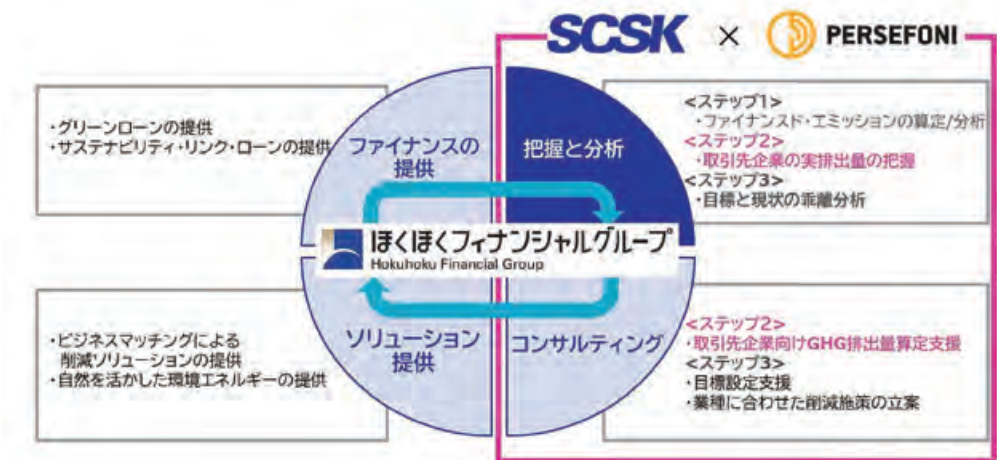 SCSK × PERSEFONI
・グリーンローンの提供
・サステナビリティ・リンク・ローンの提供
ファイナンスの
提供
把握と分析
<ステップ1>
・ファイナンスド・エミッションの算定/分析
<ステップ2>
・取引先企業の実排出量の把握
<ステップ3>
・目標と現状の乖離分析
ほくほくフィナンシャルグループ
Hokuhoku Financial Group
・ビジネスマッチングによる
削減ソリューションの提供
・自然を活かした環境エネルギーの提供
ソリューション
提供
コンサルティング
<ステップ2>
・取引先企業向けGHG排出量算定支援
<ステップ3>
・目標設定支援
・業種に合わせた削減施策の立案